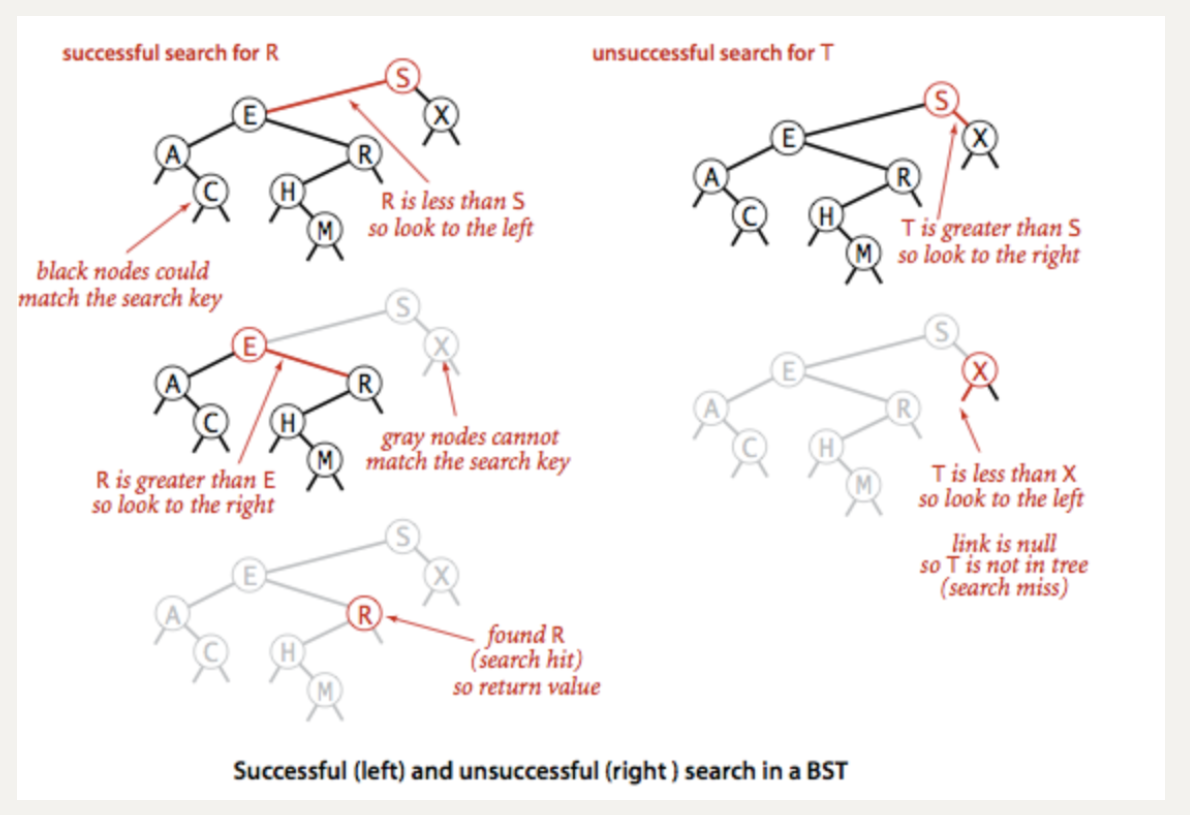 successful search for R
S
E
X
A
R
C
H
M
R is less than S
so look to the left
black nodes could
match the search key
S
E
X
A
R
C
H
M
gray nodes cannot
match the search key
R is greater than E
so look to the right
S
E
X
A
R
C
H
M
found R
(search hit)
so return value
unsuccessful search for T
S
E
X
A
R
C
H
M
T is greater than S
so look to the right
S
E
X
A
R
C
H
M
T is less than X
so look to the left
link is null
so T is not in tree
(search miss)
Successful (left) and unsuccessful (right ) search in a BST